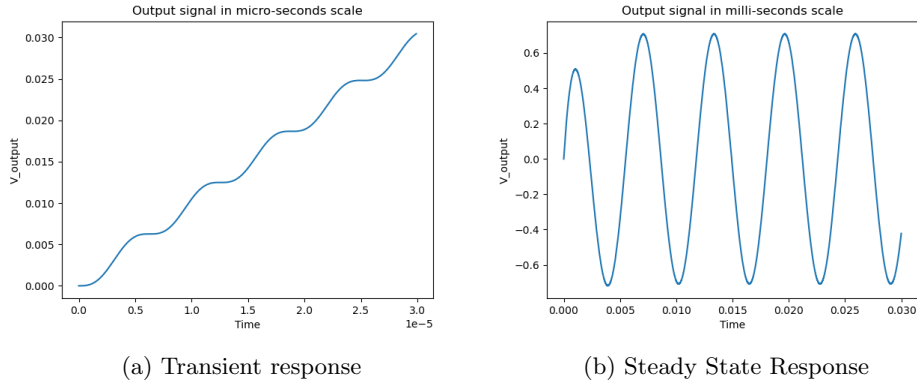 Output signal in micro-seconds scale
V_output
0.030
0.025
0.020
0.015
0.010
0.005
0.000
0.0 0.5 1.0 1.5 2.0 2.5 3.0
1e-5
Time
(a) Transient response
Output signal in milli-seconds scale
V_output
0.6
0.4
0.2
0.0
−0.2
−0.4
−0.6
0.000 0.005 0.010 0.015 0.020 0.025 0.030
Time
(b) Steady State Response